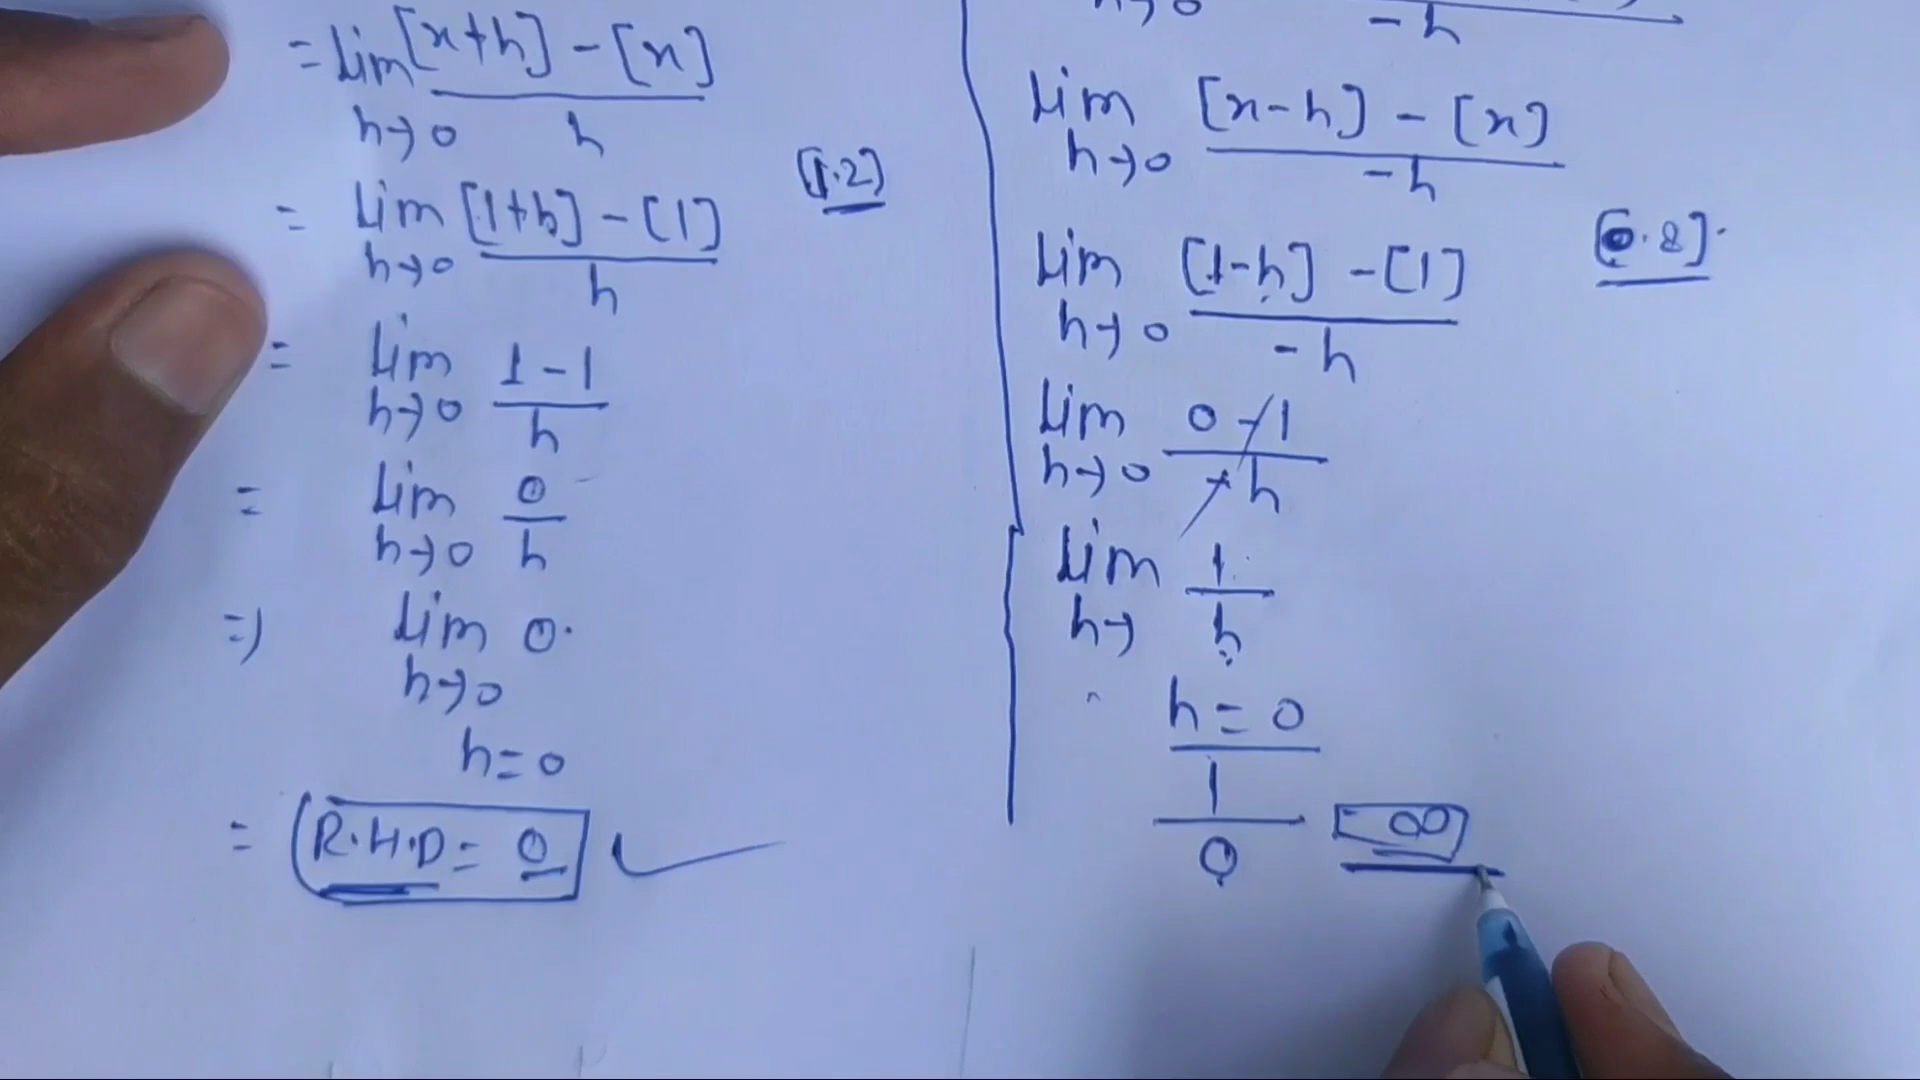 = lim [x+h] - [x]
h→0 h
[1.2]
= lim [1+h] - [1]
h→0 h
= lim 1-1
h→0 h
= lim 0
h→0 h
=) lim 0.
h→0
h=0
= R.H.D = 0
h→0 -h
lim [x-h] - [x]
h→0 -h
[0.8].
lim [1-h] - [1]
h→0 -h
lim 0-1
h→0 -h
lim 1
h→ h
h = 0
1
0 ∞